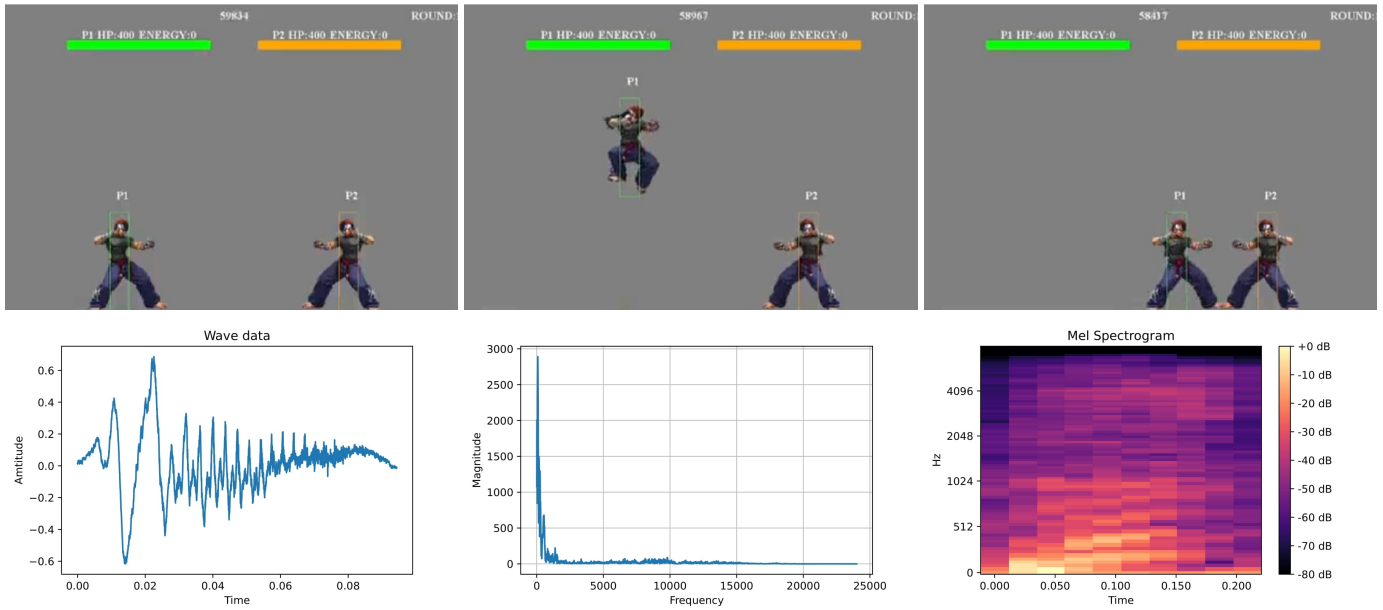 59834
ROUND:
P1 HP:400 ENERGY:0
P2 HP:400 ENERGY:0
P1
P2
58967
ROUND:
P1 HP:400 ENERGY:0
P2 HP:400 ENERGY:0
P1
P2
58417
ROUND:
P1 HP:400 ENERGY:0
P2 HP:400 ENERGY:0
P1
P2
Wave data
Amtitude
0.6
0.4
0.2
0.0
−0.2
−0.4
−0.6
0.00 0.02 0.04 0.06 0.08
Time
Magnitude
3000
2500
2000
1500
1000
500
0
0 5000 10000 15000 20000 25000
Frequency
Mel Spectrogram
Hz
4096
2048
1024
512
0
0.000 0.050 0.100 0.150 0.200
Time
+0 dB
-10 dB
-20 dB
-30 dB
-40 dB
-50 dB
-60 dB
-70 dB
-80 dB